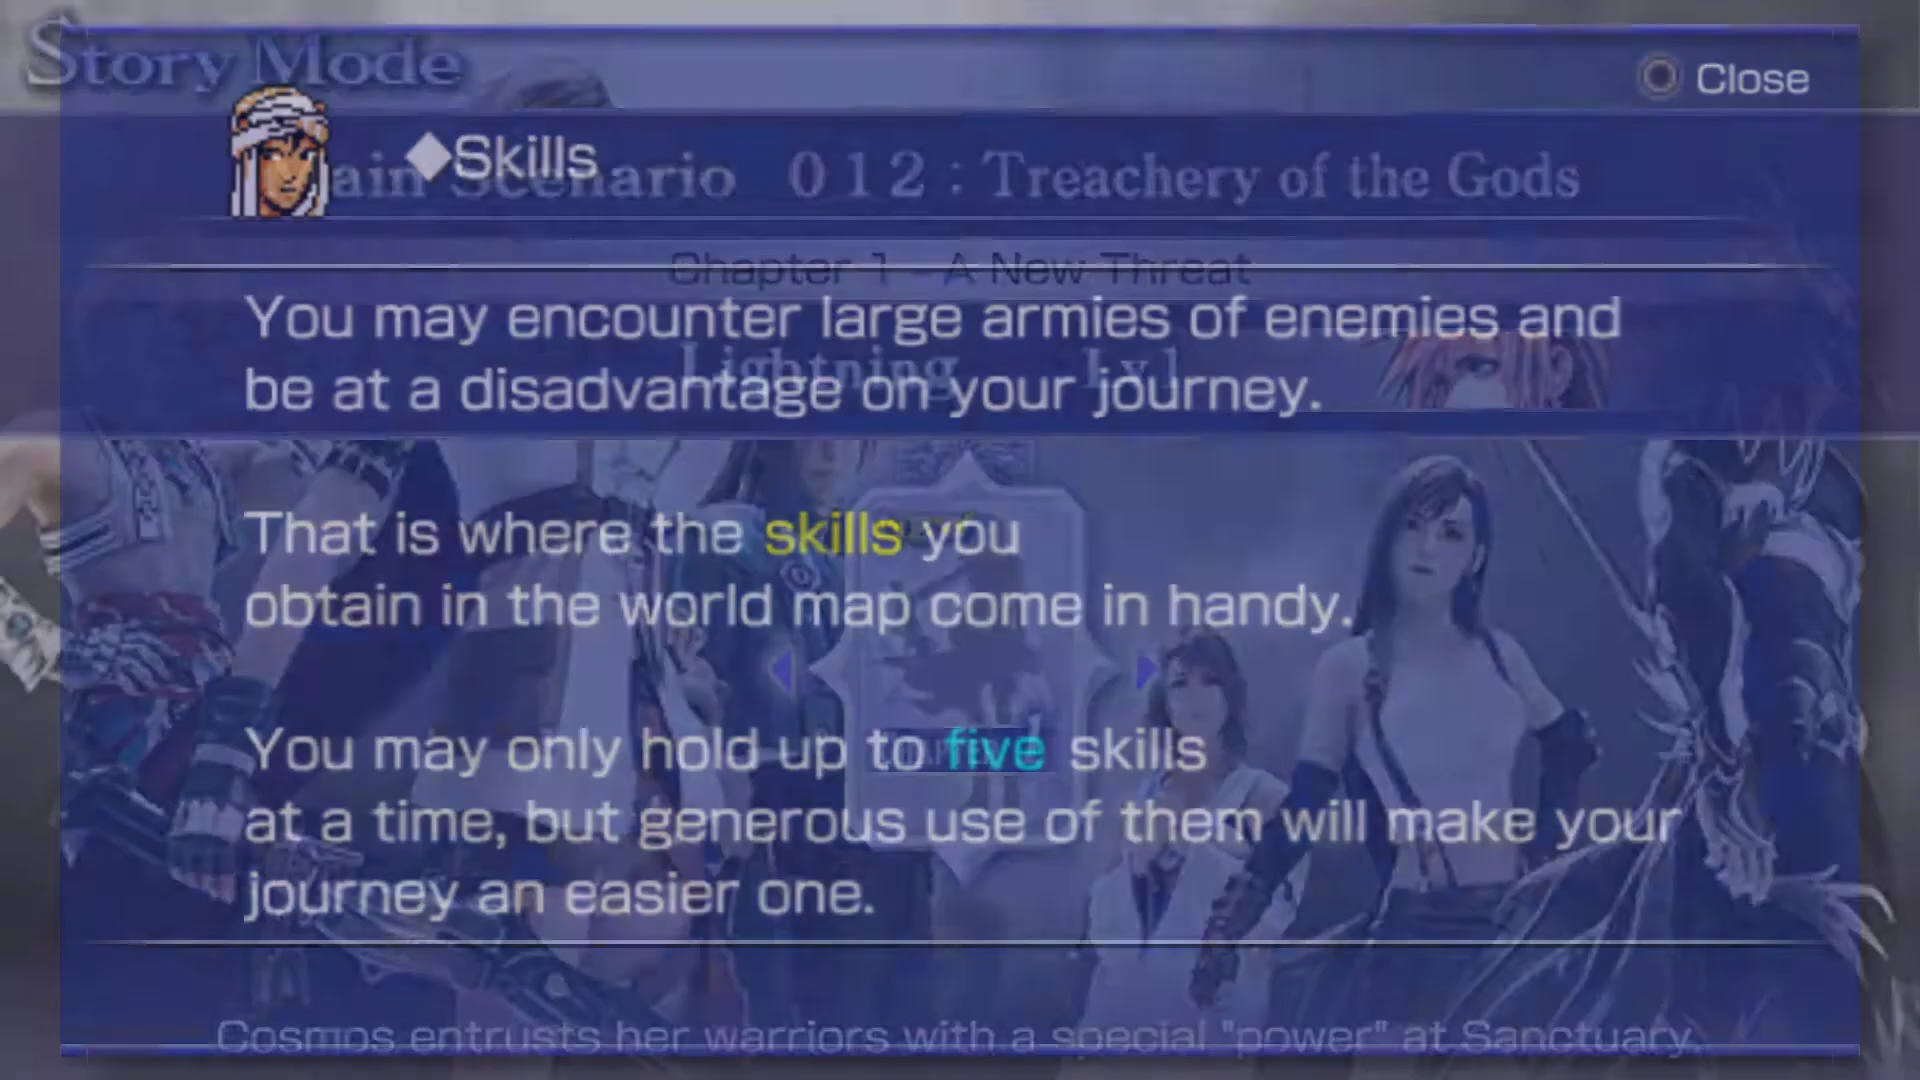 Story Mode
Close
◆Skills
ain Scenario 012 : Treachery of the Gods
Chapter 1 - A New Threat
You may encounter large armies of enemies and
Lightning Lv 1
be at a disadvantage on your journey.
That is where the skills you
obtain in the world map come in handy.
You may only hold up to five skills
at a time, but generous use of them will make your
journey an easier one.
Cosmos entrusts her warriors with a special "power" at Sanctuary.